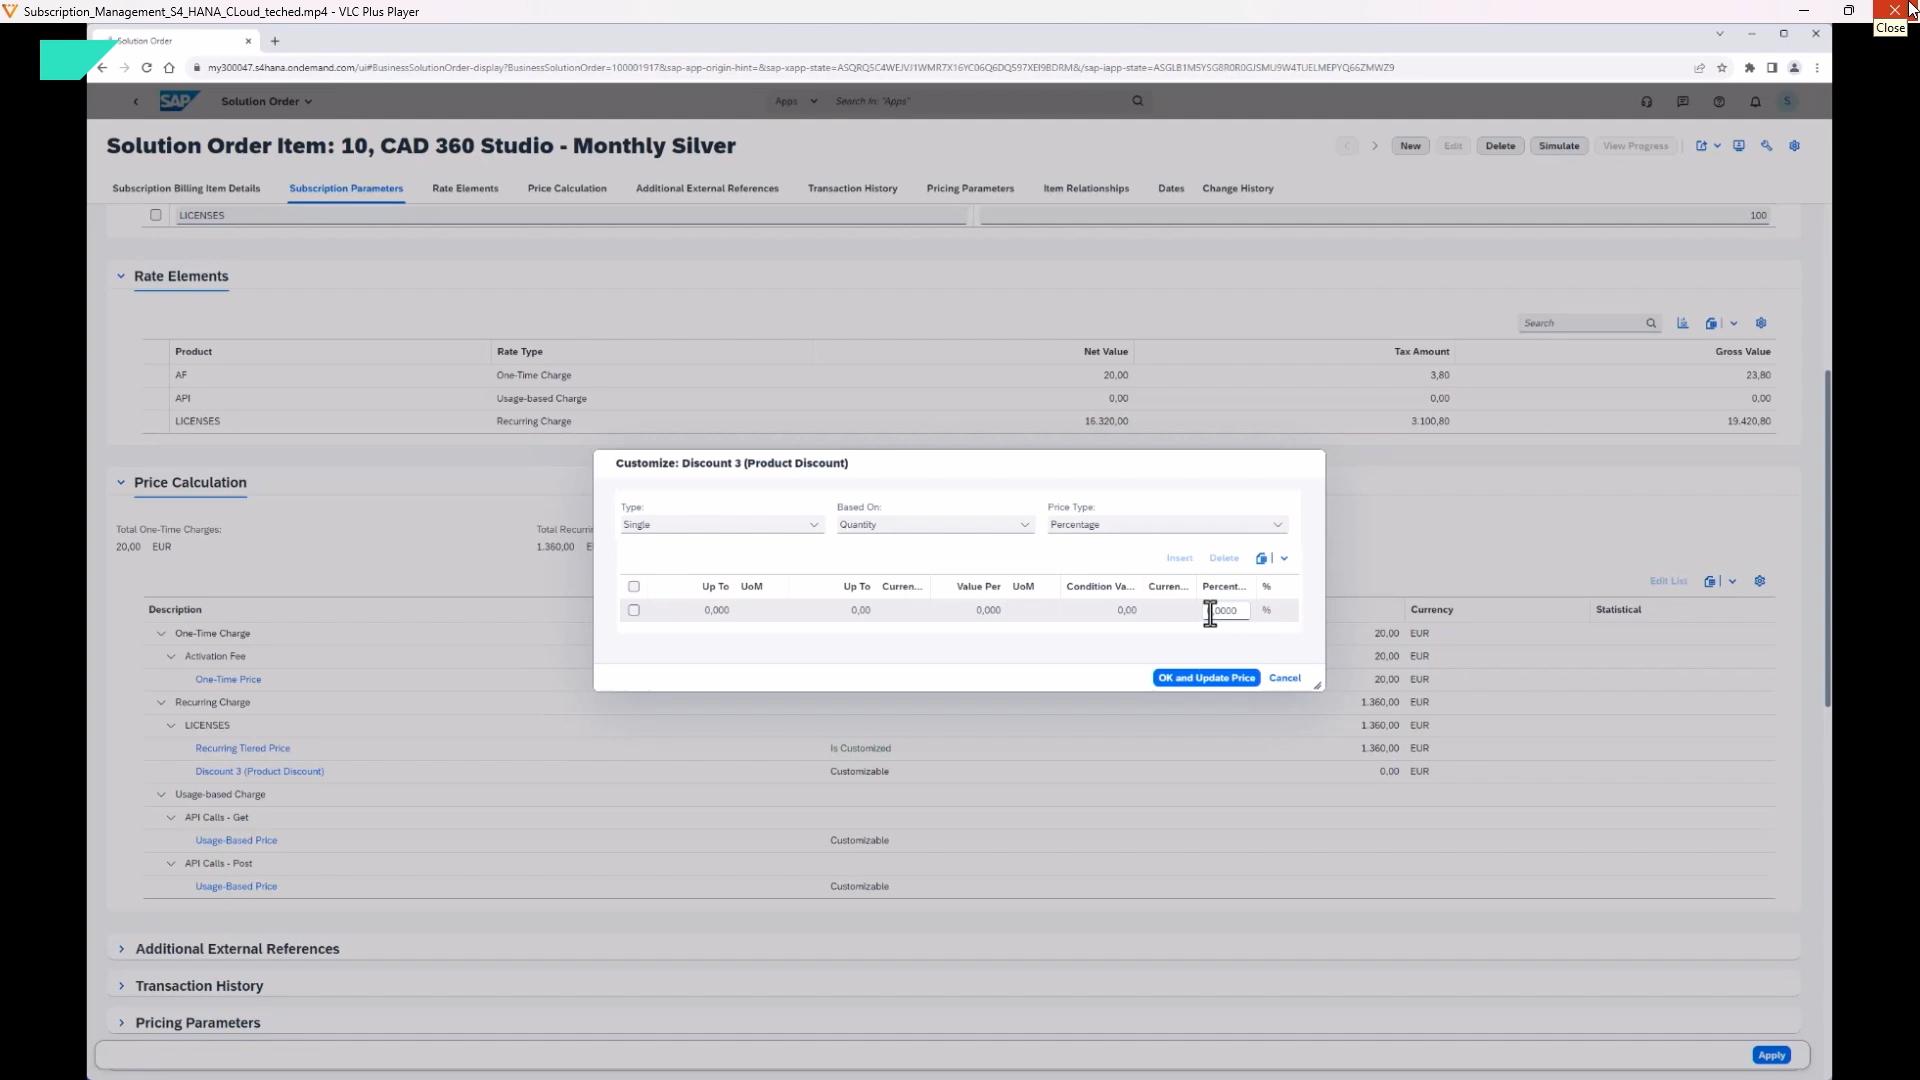 Subscription_Management_S4_HANA_CLoud_teched.mp4 - VLC Plus Player
Close
Solution Order
my300047.s4hana.ondemand.com/ui#BusinessSolutionOrder-display?BusinessSolutionOrder=100001917&sap-app-origin-hint=&sap-xapp-state=ASQRQ5C4WEJVJ1WMR7X16YC06Q6DQ597XEI9BDRM&/sap-iapp-state=ASGLB1M5YSG8R0R0GJSMU9W4TUELMEPYQ66ZMWZ9
SAP Solution Order Apps Search In: "Apps" S
Solution Order Item: 10, CAD 360 Studio - Monthly Silver
New Edit Delete Simulate View Progress
Subscription Billing Item Details Subscription Parameters Rate Elements Price Calculation Additional External References Transaction History Pricing Parameters Item Relationships Dates Change History
LICENSES 100
Rate Elements
Search
Product Rate Type Net Value Tax Amount Gross Value
AF One-Time Charge 20,00 3,80 23,80
API Usage-based Charge 0,00 0,00 0,00
LICENSES Recurring Charge 16.320,00 3.100,80 19.420,80
Customize: Discount 3 (Product Discount)
Type: Based On: Price Type:
Single Quantity Percentage
Insert Delete
Up To UoM Up To Curren... Value Per UoM Condition Va... Curren... Percent... %
0,000 0,00 0,000 0,00 0000 %
OK and Update Price Cancel
Price Calculation
Total One-Time Charges: Total Recurri
20,00 EUR 1.360,00 E
Edit List
Description Currency Statistical
One-Time Charge 20,00 EUR
Activation Fee 20,00 EUR
One-Time Price 20,00 EUR
Recurring Charge 1.360,00 EUR
LICENSES 1.360,00 EUR
Recurring Tiered Price Is Customized 1.360,00 EUR
Discount 3 (Product Discount) Customizable 0,00 EUR
Usage-based Charge
API Calls - Get
Usage-Based Price Customizable
API Calls - Post
Usage-Based Price Customizable
Additional External References
Transaction History
Pricing Parameters
Apply